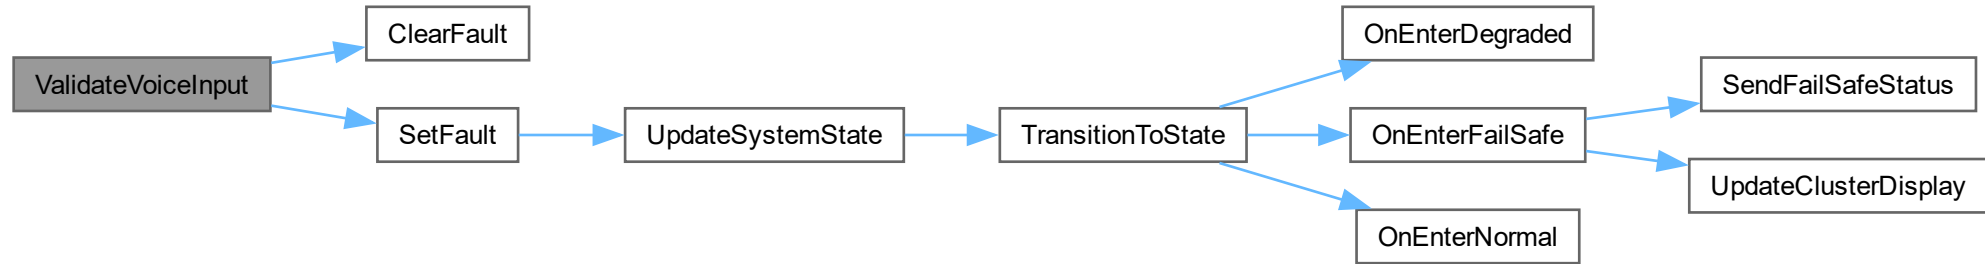 ValidateVoiceInput
ClearFault
SetFault
UpdateSystemState
TransitionToState
OnEnterDegraded
OnEnterFailSafe
OnEnterNormal
SendFailSafeStatus
UpdateClusterDisplay